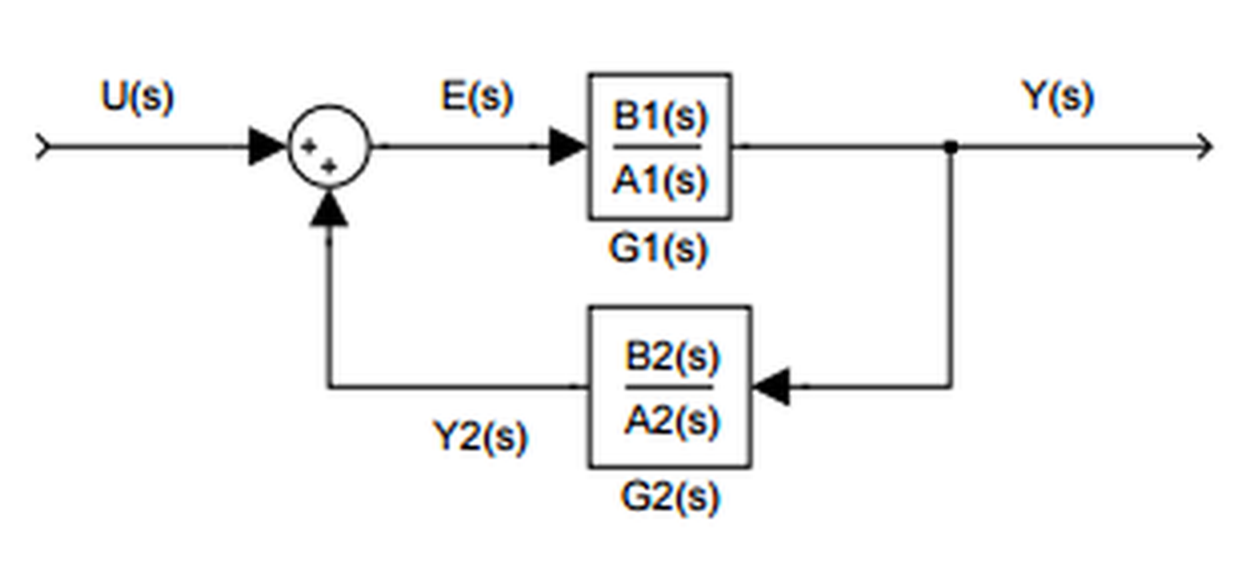 U(s)
E(s)
Y(s)
+
+
B1(s)
A1(s)
G1(s)
B2(s)
A2(s)
Y2(s)
G2(s)